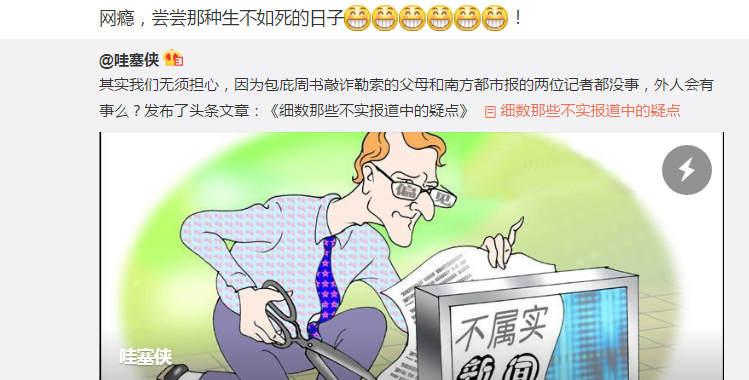 网瘾，尝尝那种生不如死的日子😁😁😁😁😁😁！
@哇塞侠
其实我们无须担心，因为包庇周书敲诈勒索的父母和南方都市报的两位记者都没事，外人会有
事么？发布了头条文章：《细数那些不实报道中的疑点》 细数那些不实报道中的疑点
偏见
不属实
新闻
哇塞侠